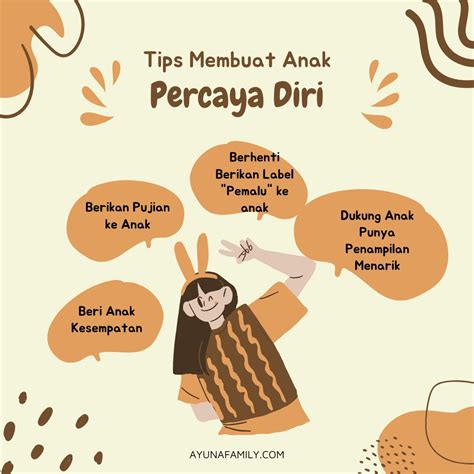 Tips Membuat Anak
Percaya Diri
Berhenti
Berikan Label
"Pemalu" ke
anak
Berikan Pujian
ke Anak
Dukung Anak
Punya
Penampilan
Menarik
Beri Anak
Kesempatan
AYUNAFAMILY.COM